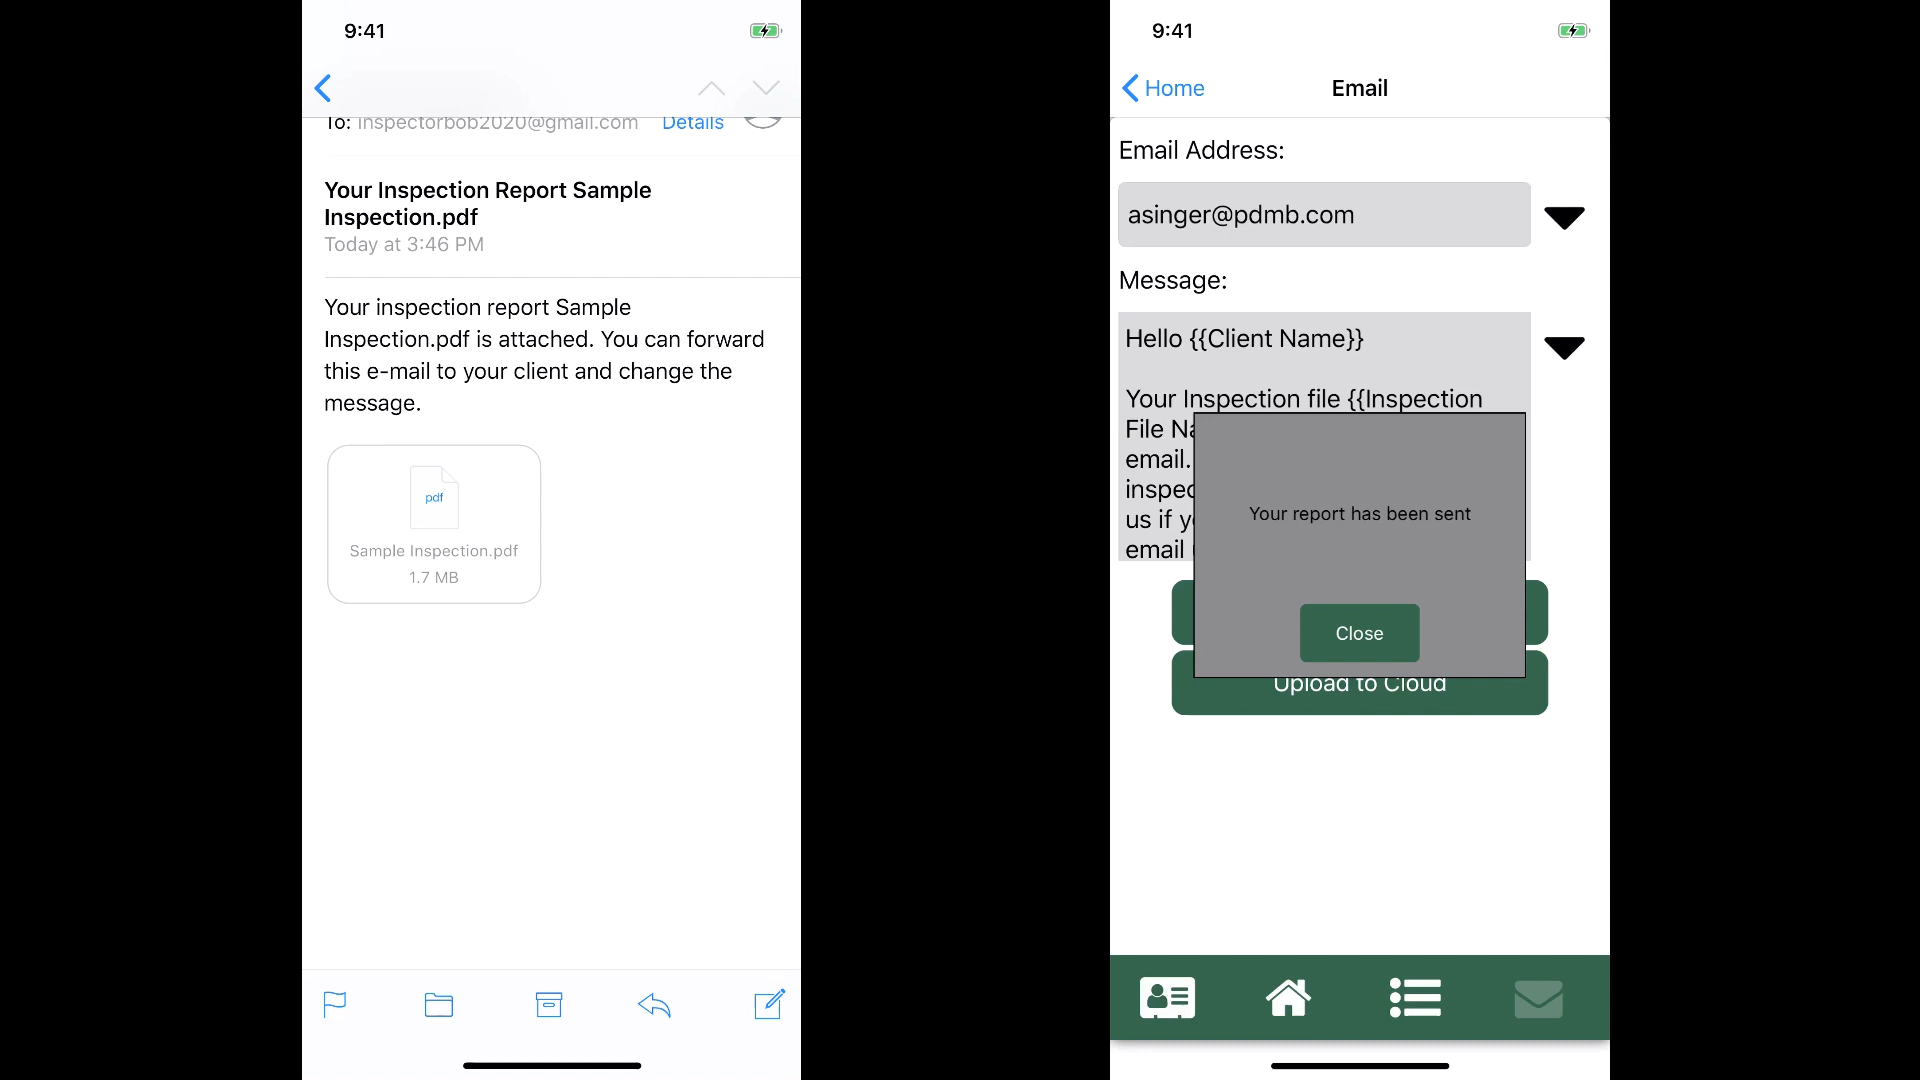 9:41
To: inspectorbob2020@gmail.com Details
Your Inspection Report Sample
Inspection.pdf
Today at 3:46 PM
Your inspection report Sample
Inspection.pdf is attached. You can forward
this e-mail to your client and change the
message.
pdf
Sample Inspection.pdf
1.7 MB
9:41
Home
Email
Email Address:
asinger@pdmb.com
Message:
Hello {{Client Name}}
Your Inspection file {{Inspection
File Na
email.
inspec
us if y
email
Your report has been sent
Close
Upload to Cloud